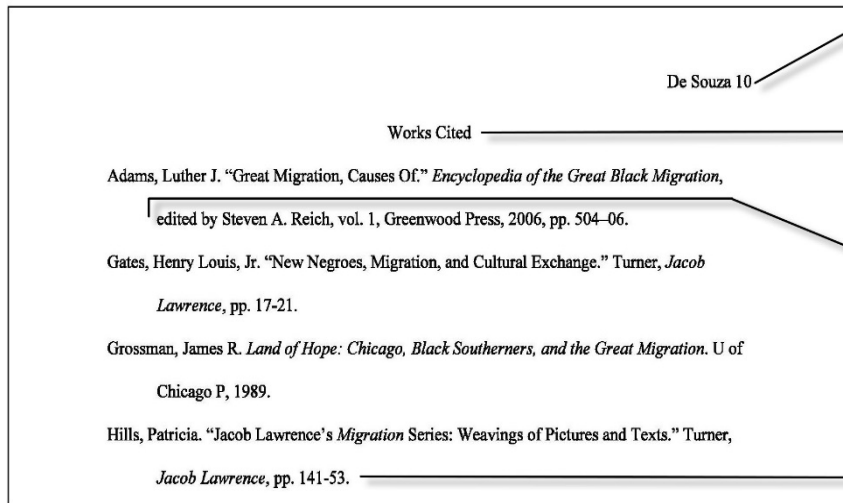 De Souza 10
Works Cited
Adams, Luther J. “Great Migration, Causes Of.” Encyclopedia of the Great Black Migration,
edited by Steven A. Reich, vol. 1, Greenwood Press, 2006, pp. 504–06.
Gates, Henry Louis, Jr. “New Negroes, Migration, and Cultural Exchange.” Turner, Jacob
Lawrence, pp. 17-21.
Grossman, James R. Land of Hope: Chicago, Black Southerners, and the Great Migration. U of
Chicago P, 1989.
Hills, Patricia. “Jacob Lawrence’s Migration Series: Weavings of Pictures and Texts.” Turner,
Jacob Lawrence, pp. 141-53.